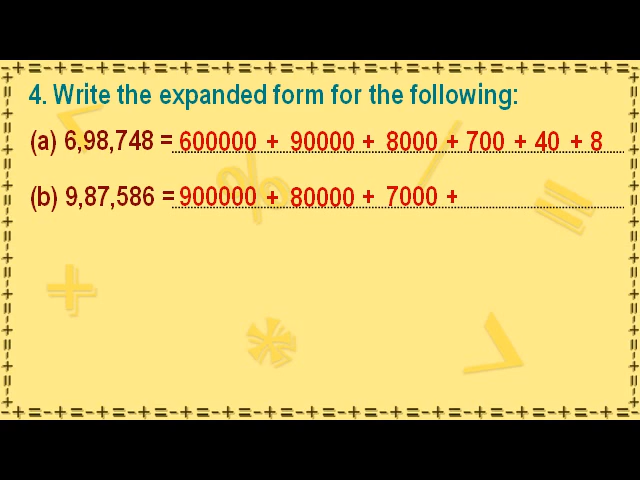 4. Write the expanded form for the following:
(a) 6,98,748 = 600000 + 90000 + 8000 + 700 + 40 + 8
(b) 9,87,586 = 900000 + 80000 + 7000 +